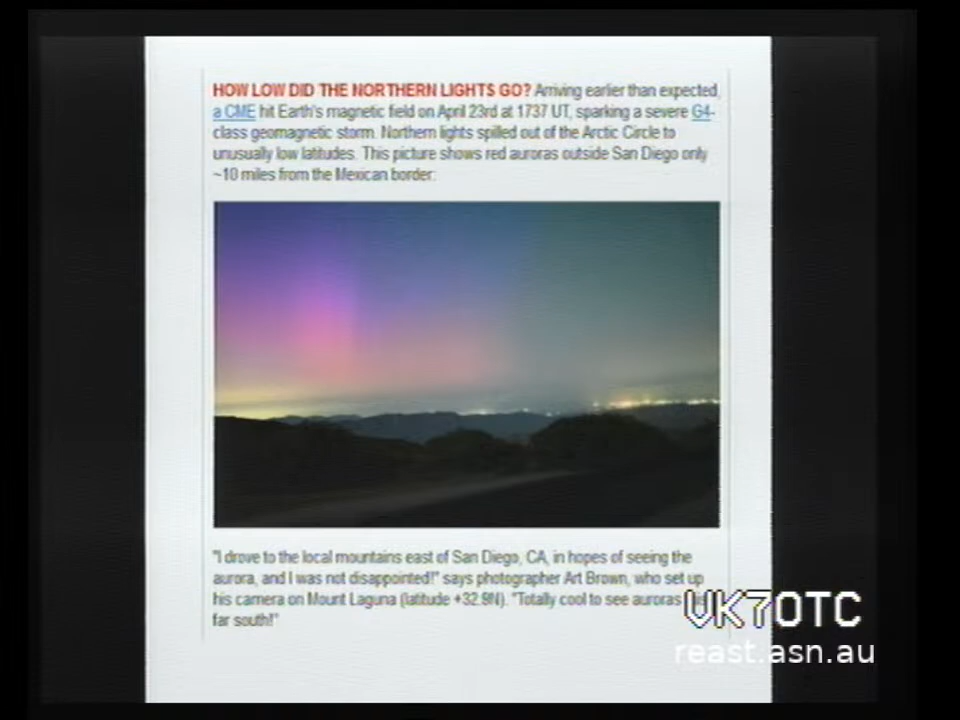 HOW LOW DID THE NORTHERN LIGHTS GO? Arriving earlier than expected,
a CME hit Earth's magnetic field on April 23rd at 1737 UT, sparking a severe G4-
class geomagnetic storm. Northern lights spilled out of the Arctic Circle to
unusually low latitudes. This picture shows red auroras outside San Diego only
~10 miles from the Mexican border:
"I drove to the local mountains east of San Diego, CA, in hopes of seeing the
aurora, and I was not disappointed!" says photographer Art Brown, who set up
his camera on Mount Laguna (latitude +32.9N). "Totally cool to see auroras
far south!"
VK7OTC
reast.asn.au